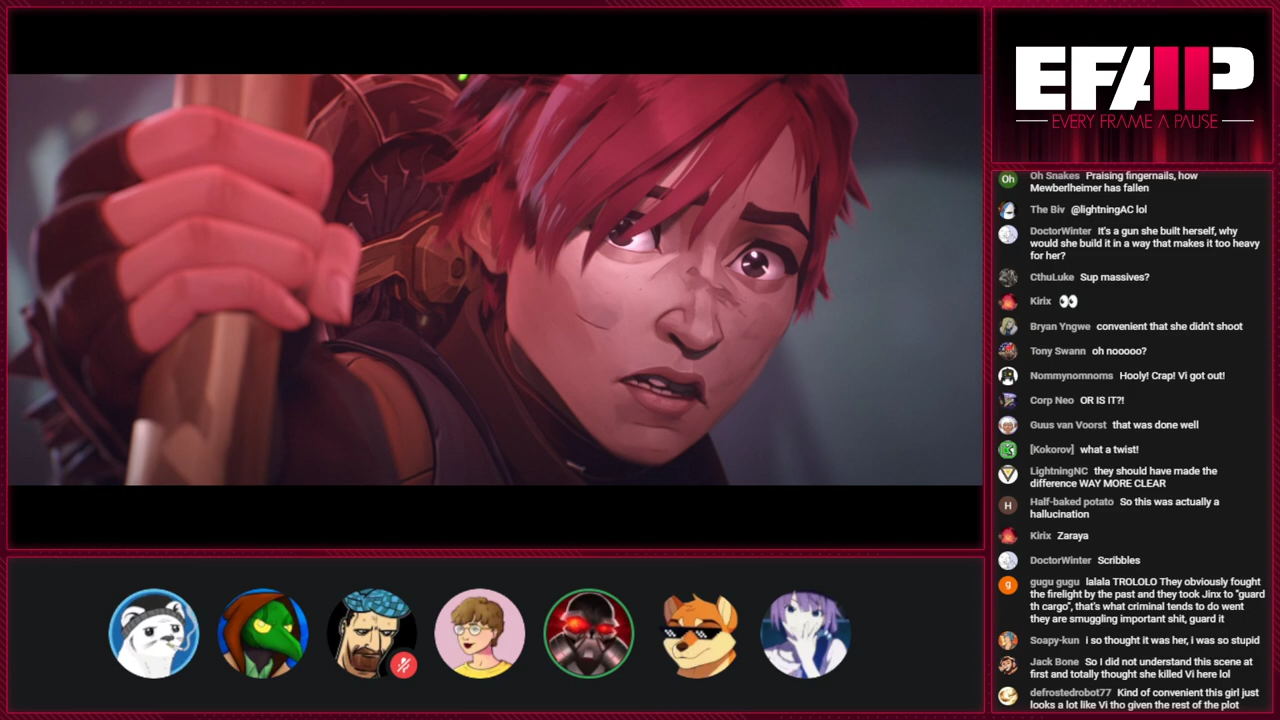 EFAP
EVERY FRAME A PAUSE
Oh
Oh Snakes Praising fingernails, how
Mewberlheimer has fallen
The Biv @lightningAC lol
DoctorWinter It's a gun she built herself, why
would she build it in a way that makes it too heavy
for her?
CthuLuke Sup massives?
Kirix 👀
Bryan Yngwe convenient that she didn't shoot
Tony Swann oh nooooo?
Nommynomnoms Hooly! Crap! Vi got out!
Corp Neo OR IS IT?!
Guus van Voorst that was done well
[Kokorov] what a twist!
LightningNC they should have made the
difference WAY MORE CLEAR
H
Half-baked potato So this was actually a
hallucination
Kirix Zaraya
DoctorWinter Scribbles
g
gugu gugu lalala TROLOLO They obviously fought
the firelight by the past and they took Jinx to "guard
th cargo", that's what criminal tends to do went
they are smuggling important shit, guard it
Soapy-kun i so thought it was her, i was so stupid
Jack Bone So I did not understand this scene at
first and totally thought she killed Vi here lol
defrostedrobot77 Kind of convenient this girl just
looks a lot like Vi tho given the rest of the plot